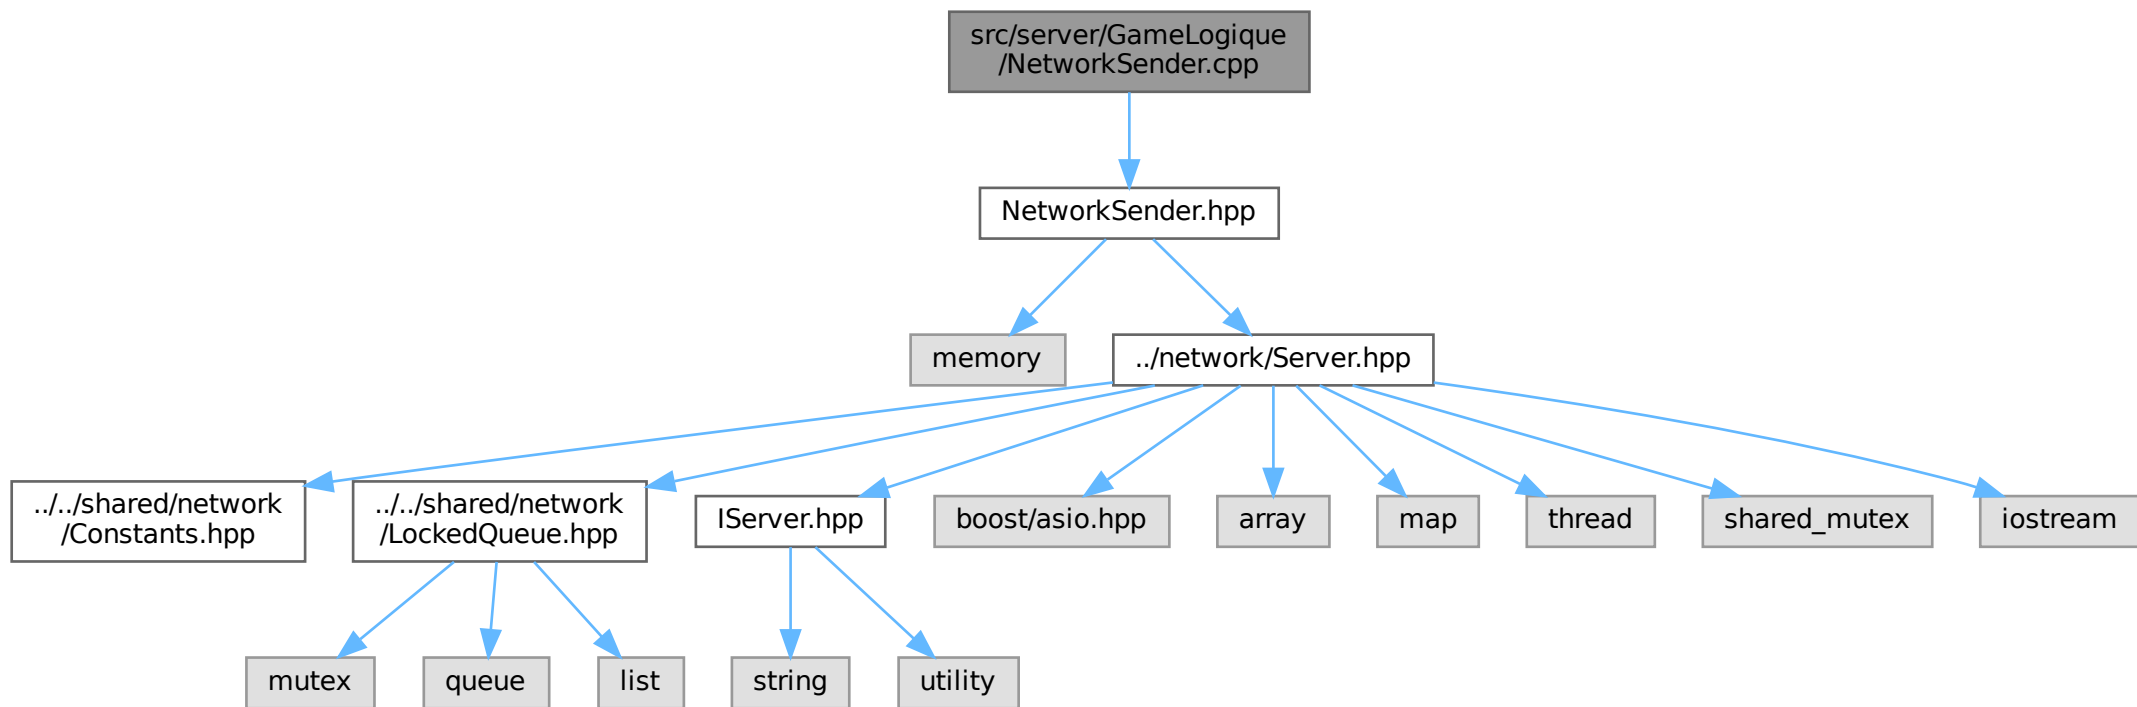 src/server/GameLogique
/NetworkSender.cpp
NetworkSender.hpp
memory
../network/Server.hpp
../../shared/network
/Constants.hpp
../../shared/network
/LockedQueue.hpp
IServer.hpp
boost/asio.hpp
array
map
thread
shared_mutex
iostream
mutex
queue
list
string
utility